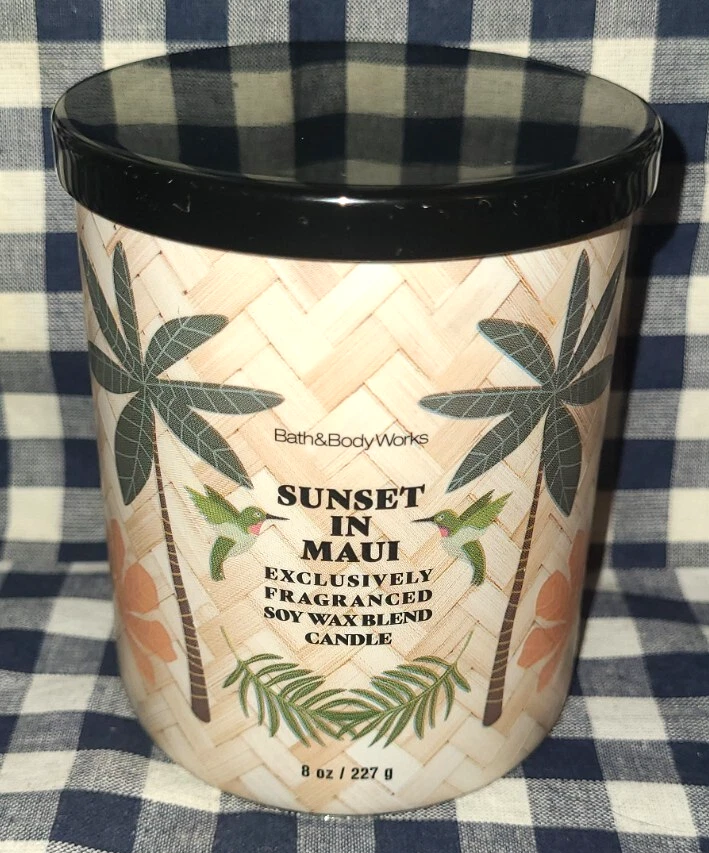 Bath&BodyWorks
SUNSET
IN
MAUI
EXCLUSIVELY
FRAGRANCED
SOY WAX BLEND
CANDLE
8 oz / 227 g